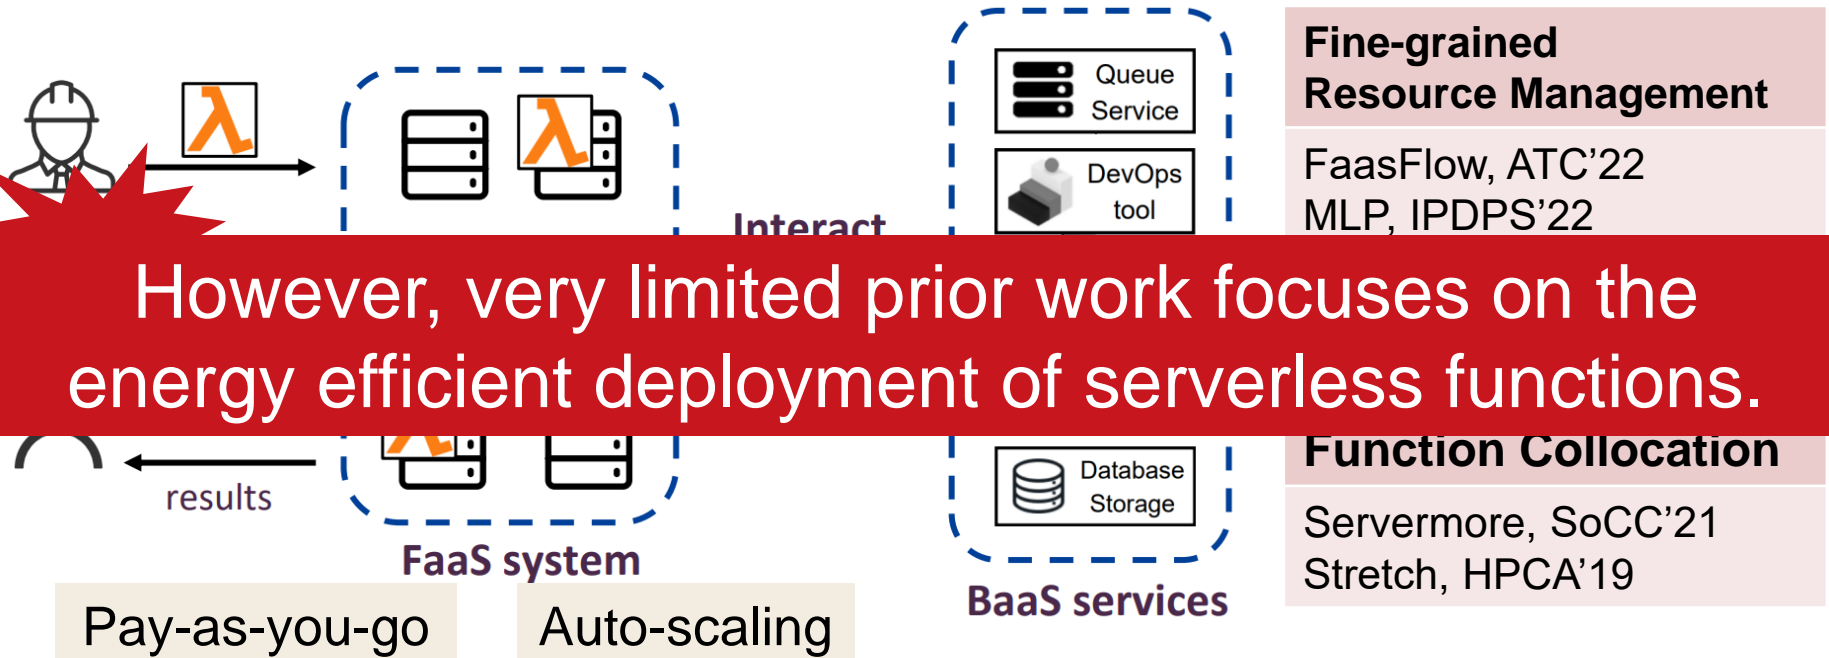 Queue
Service
DevOps
tool
Interact
Fine-grained
Resource Management
FaasFlow, ATC’22
MLP, IPDPS’22
However, very limited prior work focuses on the
energy efficient deployment of serverless functions.
results
FaaS system
Database
Storage
BaaS services
Function Collocation
Servermore, SoCC’21
Stretch, HPCA’19
Pay-as-you-go
Auto-scaling